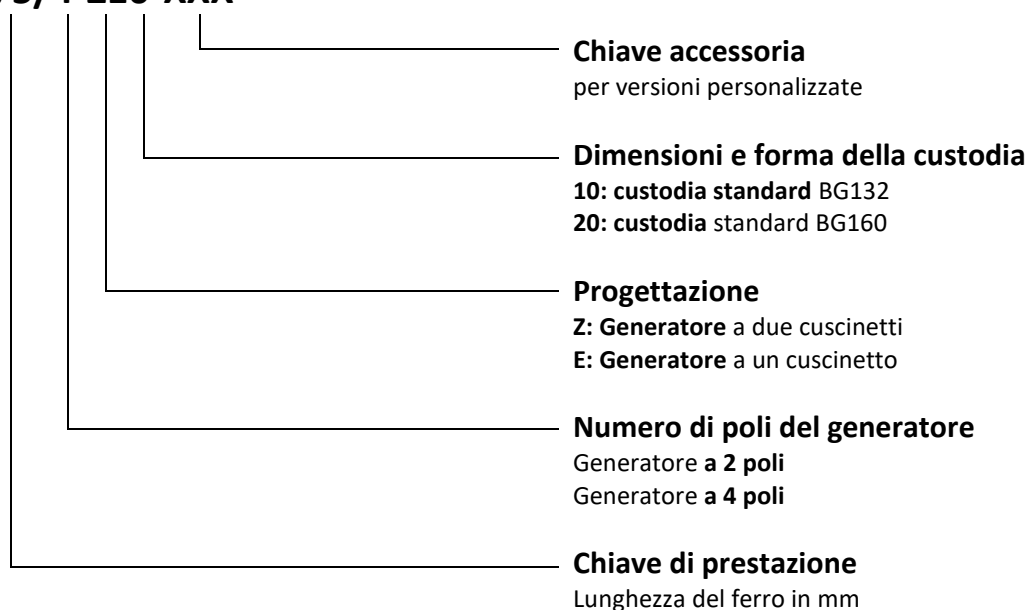 Chiave accessoria
per versioni personalizzate
Dimensioni e forma della custodia
10: custodia standard BG132
20: custodia standard BG160
Progettazione
Z: Generatore a due cuscinetti
E: Generatore a un cuscinetto
Numero di poli del generatore
Generatore a 2 poli
Generatore a 4 poli
Chiave di prestazione
Lunghezza del ferro in mm